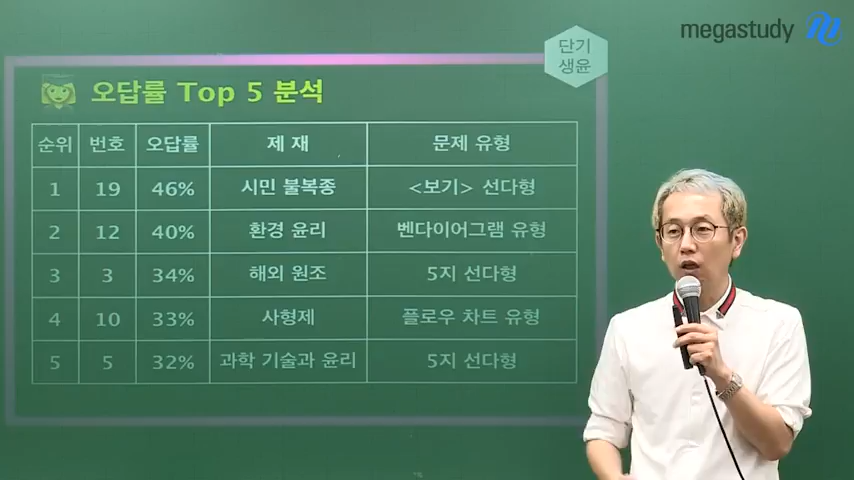 megastudy
단기
생윤
오답률 Top 5 분석
순위 번호 오답률 제 재 문제 유형
1 19 46% 시민 불복종 <보기> 선다형
2 12 40% 환경 윤리 벤다이어그램 유형
3 3 34% 해외 원조 5지 선다형
4 10 33% 사형제 플로우 차트 유형
5 5 32% 과학 기술과 윤리 5지 선다형